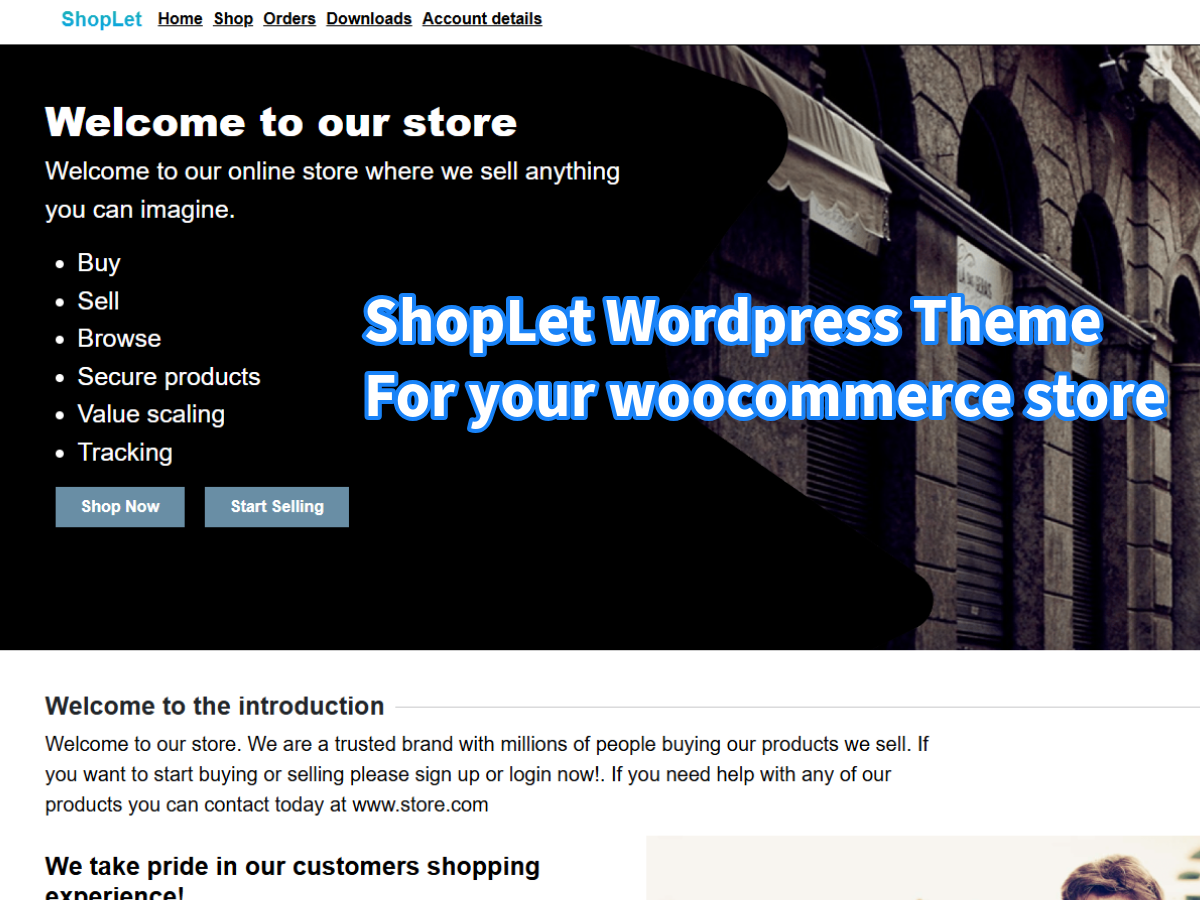 ShopLet Home Shop Orders Downloads Account details
Welcome to our store
Welcome to our online store where we sell anything
you can imagine.
Buy
Sell
Browse
Secure products
Value scaling
Tracking
ShopLet Wordpress Theme
For your woocommerce store
Shop Now Start Selling
Welcome to the introduction
Welcome to our store. We are a trusted brand with millions of people buying our products we sell. If
you want to start buying or selling please sign up or login now!. If you need help with any of our
products you can contact today at www.store.com
We take pride in our customers shopping
experience!